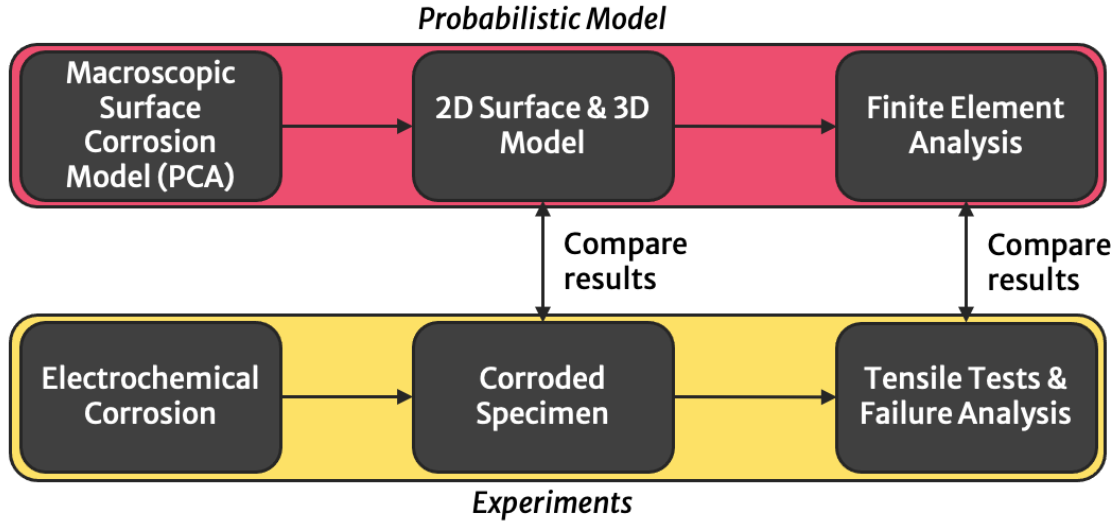 Probabilistic Model
Macroscopic
Surface
Corrosion
Model (PCA)
2D Surface & 3D
Model
Finite Element
Analysis
Compare
results
Compare
results
Electrochemical
Corrosion
Corroded
Specimen
Tensile Tests &
Failure Analysis
Experiments